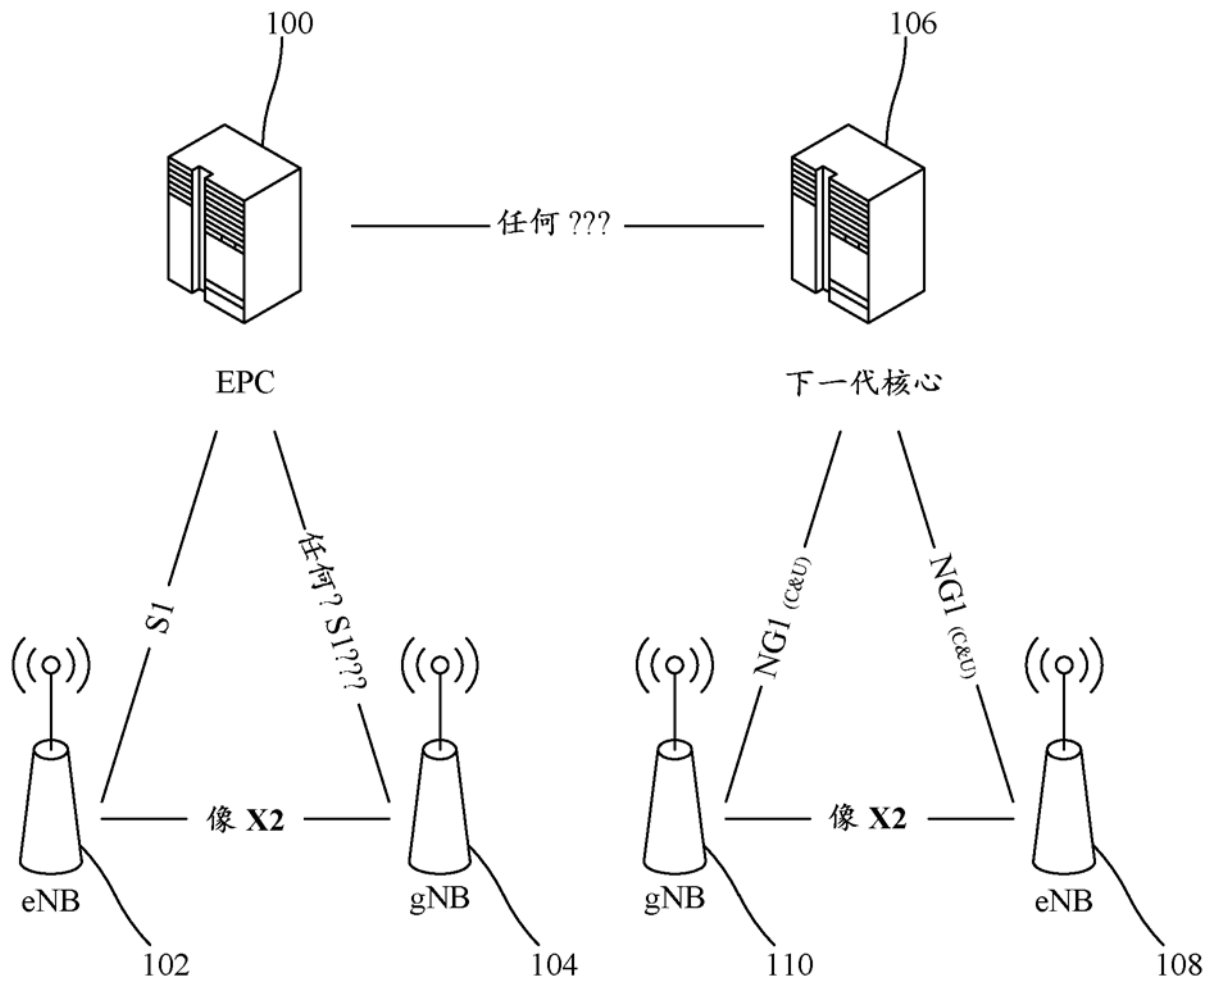 100
106
任何 ???
EPC
下一代核心
S1
任何? S1???
NG1 (C&U)
NG1 (C&U)
像 X2
像 X2
eNB
gNB
gNB
eNB
102
104
110
108